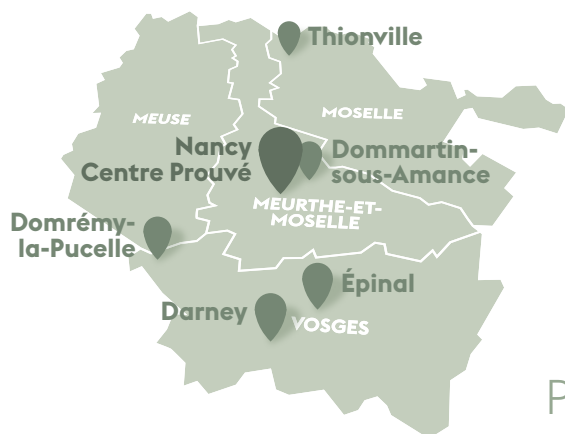 Thionville
MEUSE
MOSELLE
Nancy
Centre Prouvé
Dommartin-
sous-Amance
MEURTHE-ET-
MOSELLE
Domrémy-
la-Pucelle
Épinal
Darney
VOSGES
P